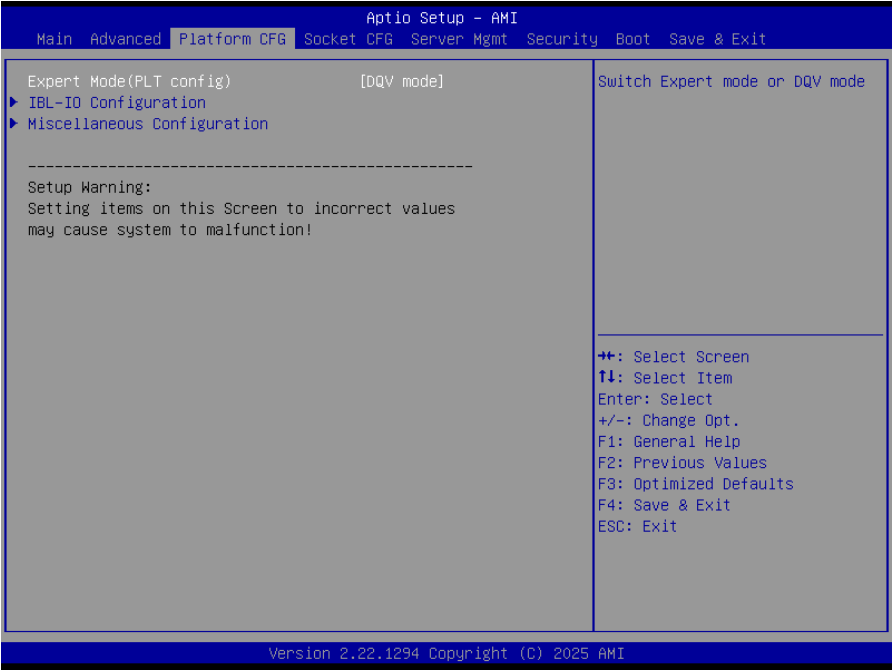 Aptio Setup – AMI
Main Advanced Platform CFG Socket CFG Server Mgmt Security Boot Save & Exit
Expert Mode(PLT config) [DQV mode]
IBL-IO Configuration
Miscellaneous Configuration
--------------------------------------------------
Setup Warning:
Setting items on this Screen to incorrect values
may cause system to malfunction!
Switch Expert mode or DQV mode
→←: Select Screen
↑↓: Select Item
Enter: Select
+/-: Change Opt.
F1: General Help
F2: Previous Values
F3: Optimized Defaults
F4: Save & Exit
ESC: Exit
Version 2.22.1294 Copyright (C) 2025 AMI